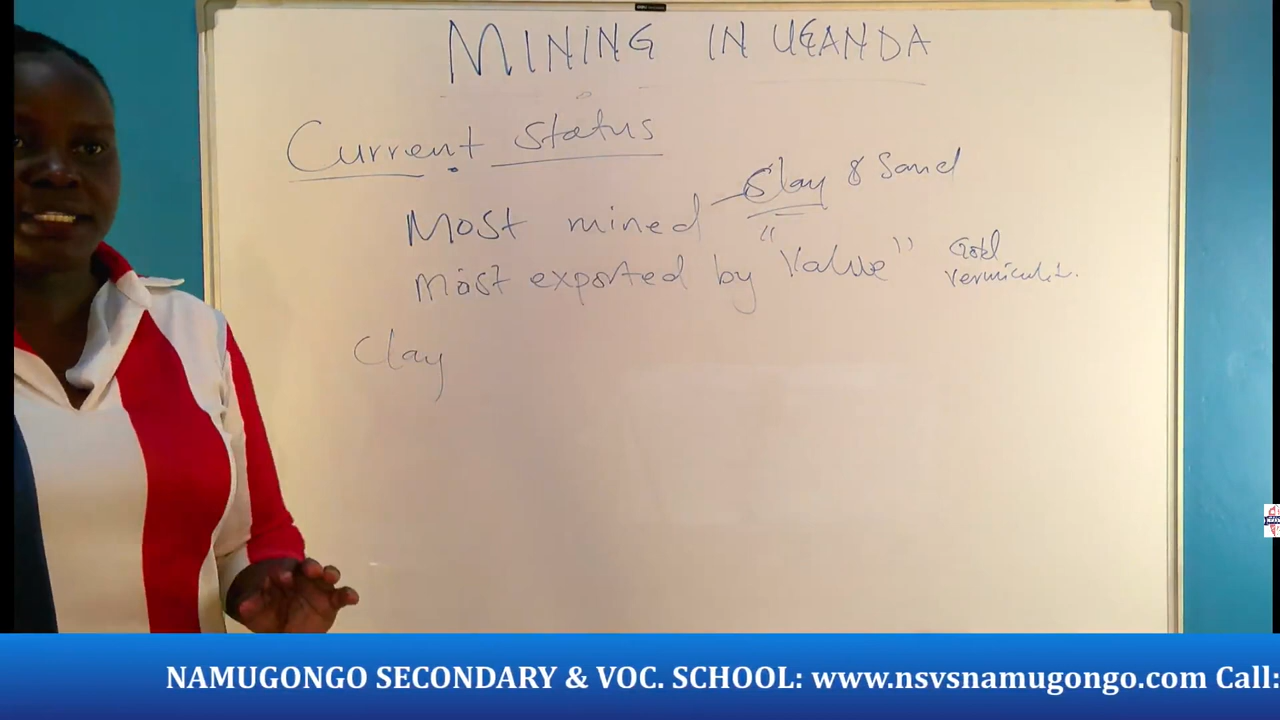 MINING IN UGANDA
Current Status
Most mined - Clay & Sand
Most exported by "Value" Gold
Clay
NAMUGONGO SECONDARY & VOC. SCHOOL: www.nsvsnamugongo.com Call: